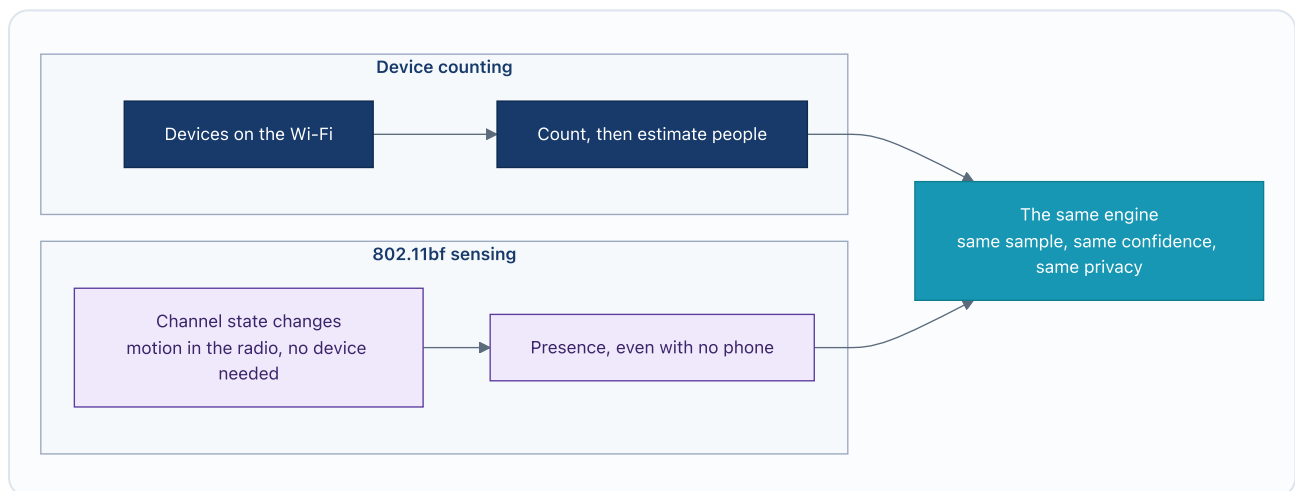 Device counting
Devices on the Wi-Fi
Count, then estimate people
The same engine
same sample, same confidence,
same privacy
802.11bf sensing
Channel state changes
motion in the radio, no device
needed
Presence, even with no phone